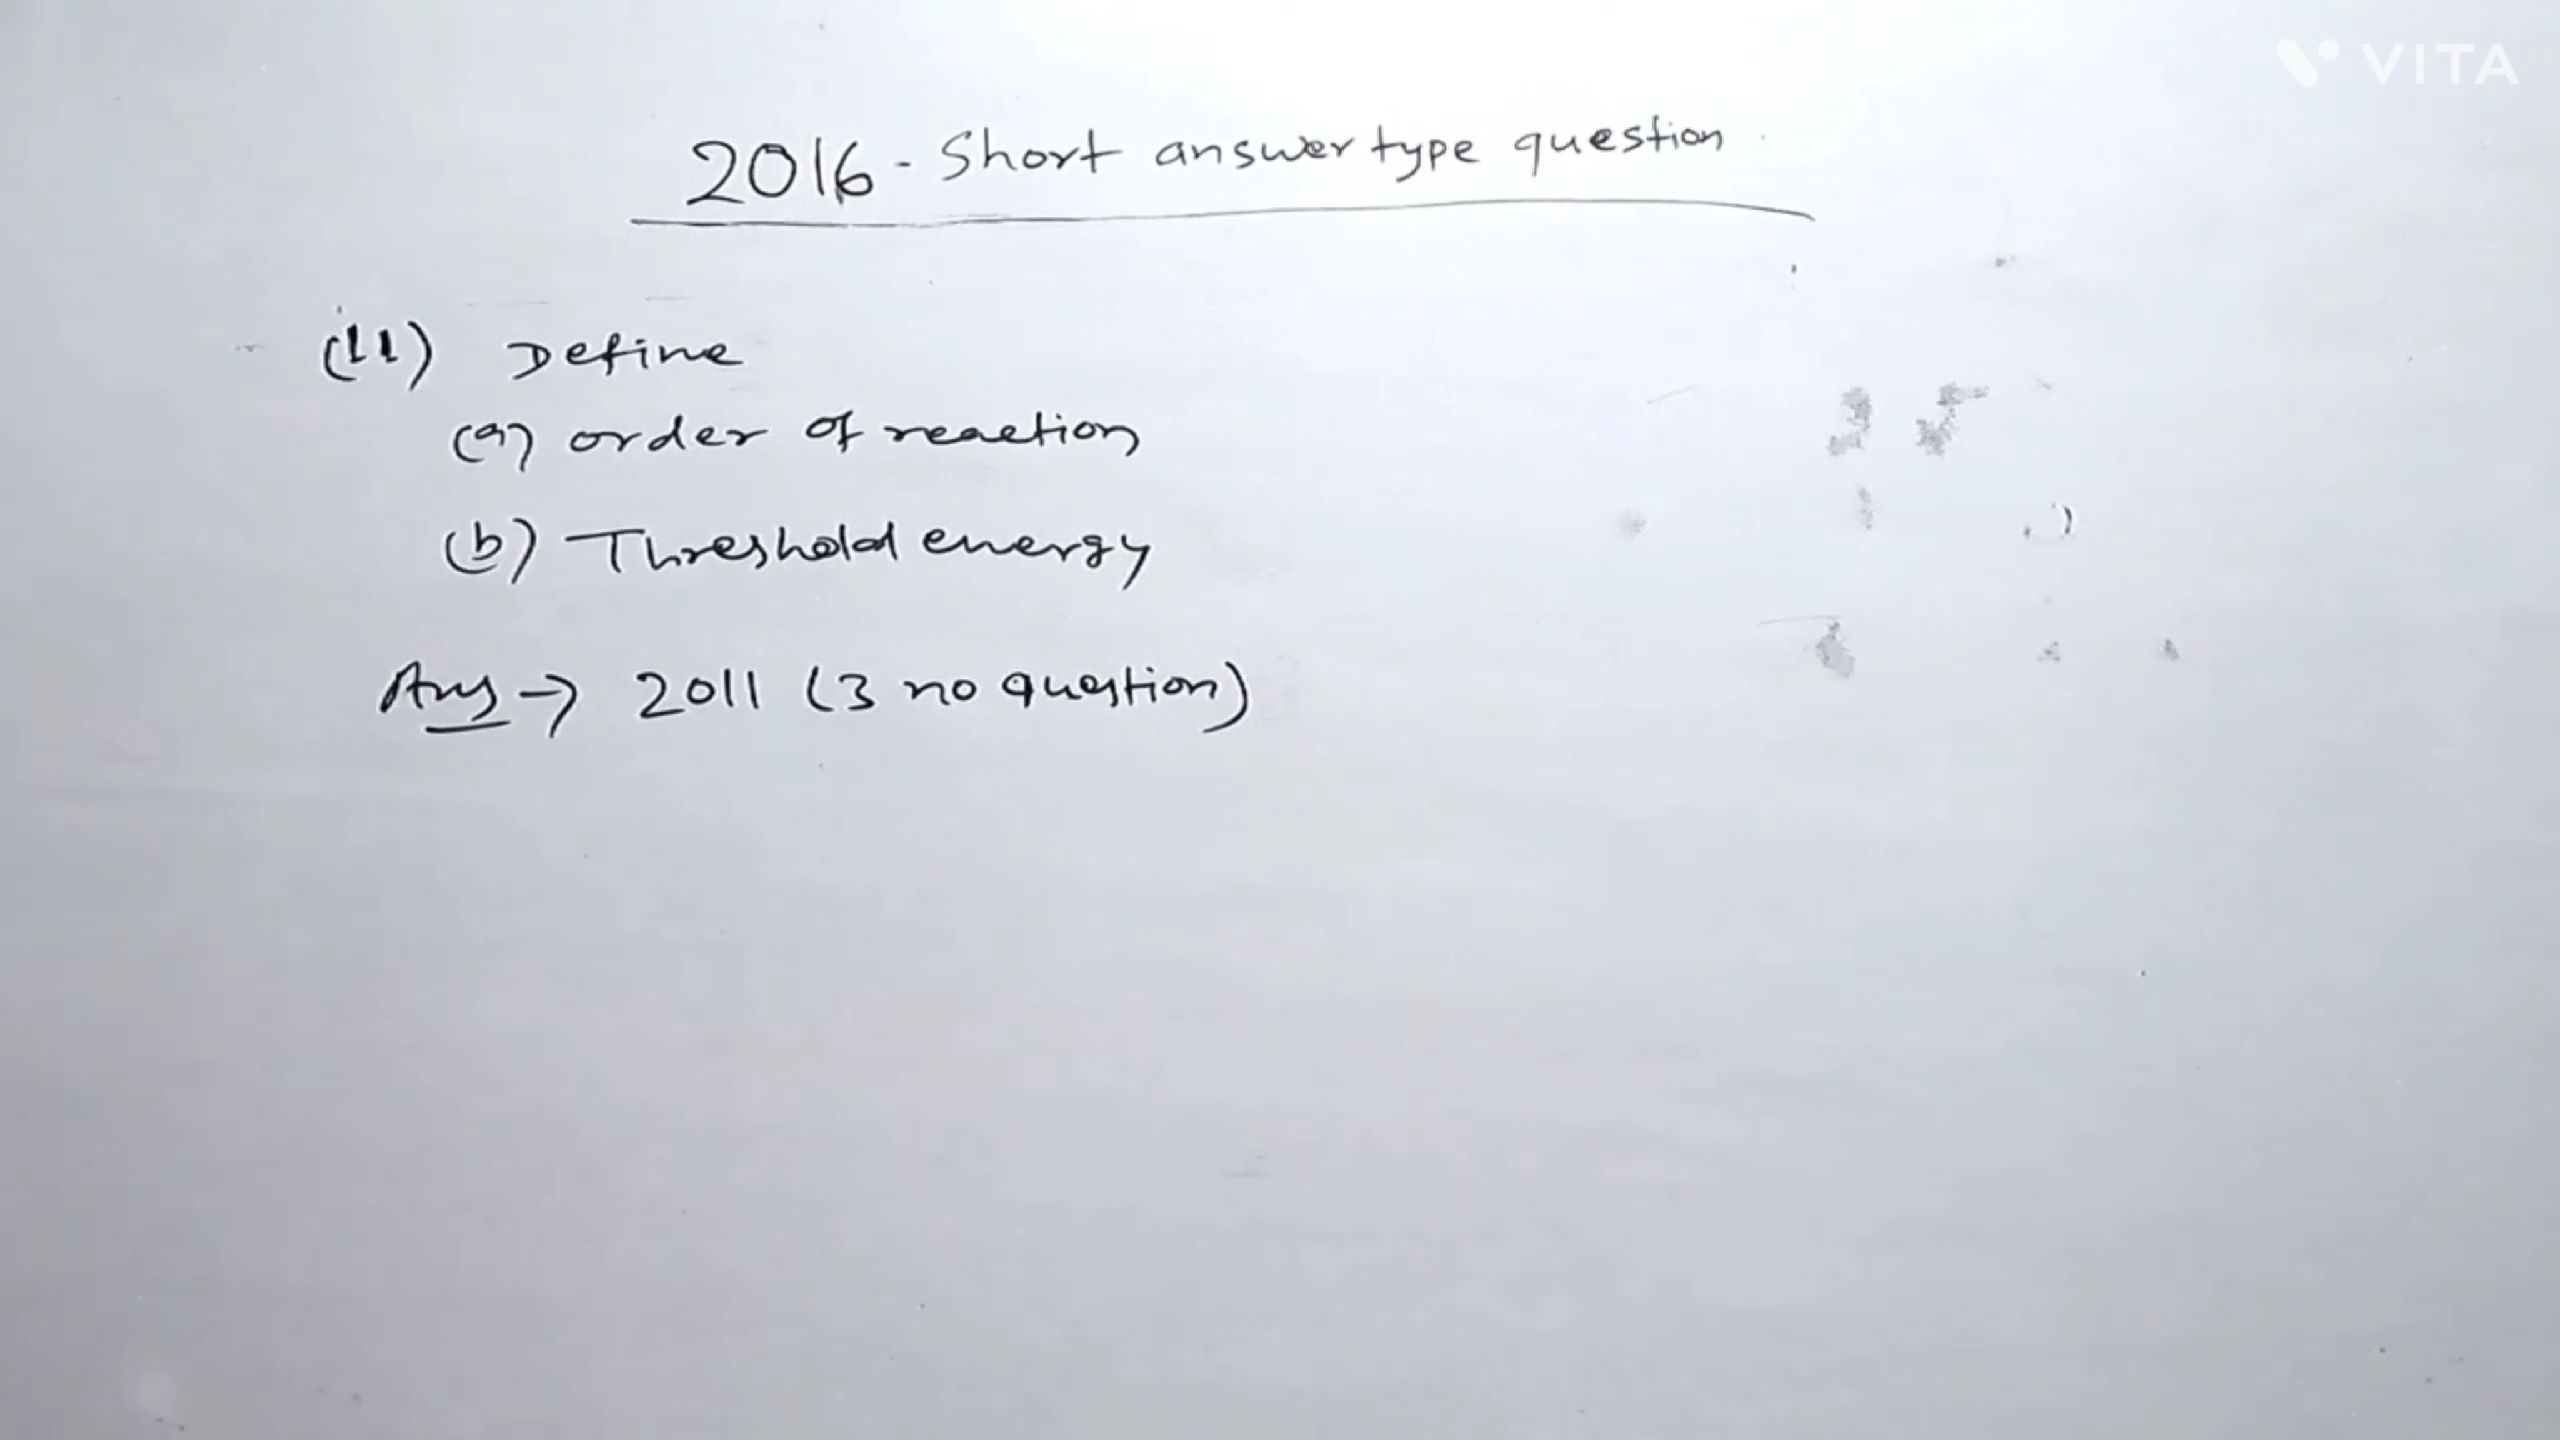 VITA
2016 - Short answer type question
(11) Define
(a) order of reaction
(b) Threshold energy
Ans → 2011 (3 no question)